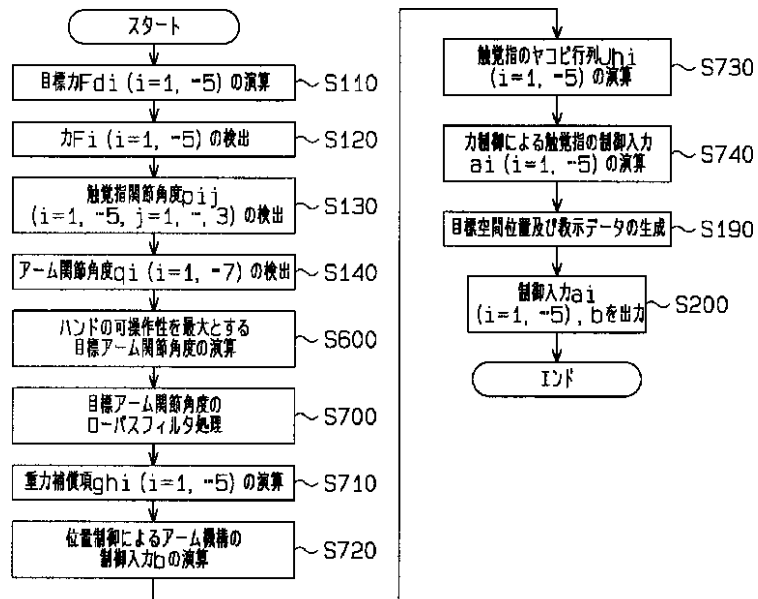 スタート
目標力Fdi (i=1, -5) の演算
S110
力Fi (i=1, -5) の検出
S120
触覚指関節角度pij
(i=1, -5, j=1, -, 3) の検出
S130
アーム関節角度qi (i=1, -7) の検出
S140
ハンドの可操作性を最大とする
目標アーム関節角度の演算
S600
目標アーム関節角度の
ローパスフィルタ処理
S700
重力補償項ghi (i=1, -5) の演算
S710
位置制御によるアーム機構の
制御入力bの演算
S720
触覚指のヤコビ行列Jhi
(i=1, -5) の演算
S730
力制御による触覚指の制御入力
ai (i=1, -5) の演算
S740
目標空間位置及び教示データの生成
S190
制御入力ai
(i=1, -5), bを出力
S200
エンド